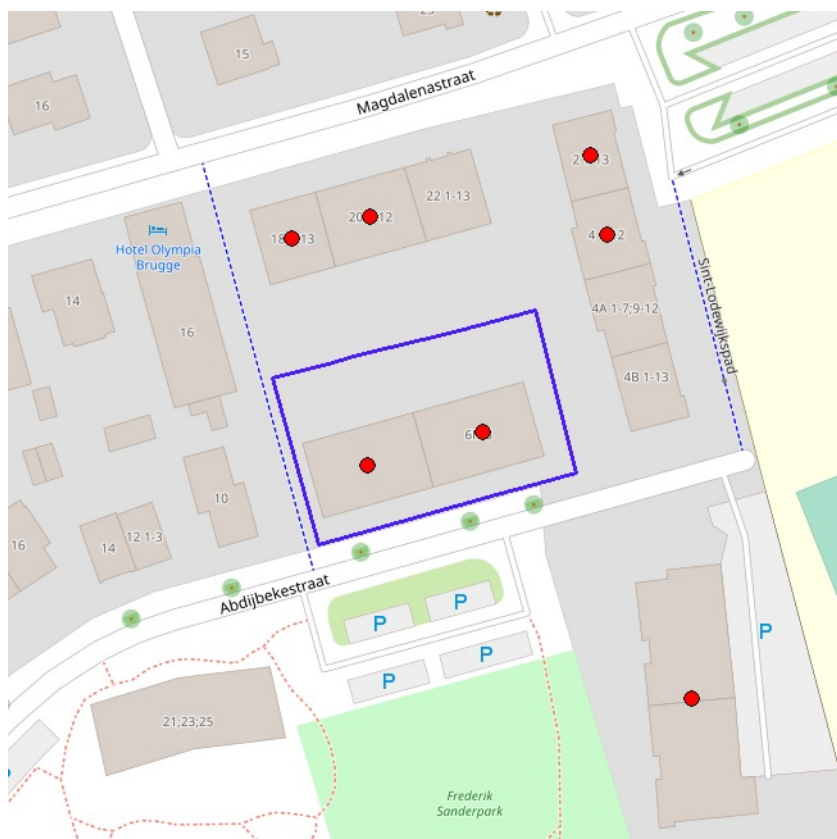 15
16
Magdalenastraat
22 1-13
Hotel Olympia
Brugge
14
16
4A 1-7;9-12
Sint-Lodewijkspad
4B 1-13
10
16
14
12 1-3
Abdijbekestraat
P
P
P
P
P
21;23;25
Frederik
Sanderpark